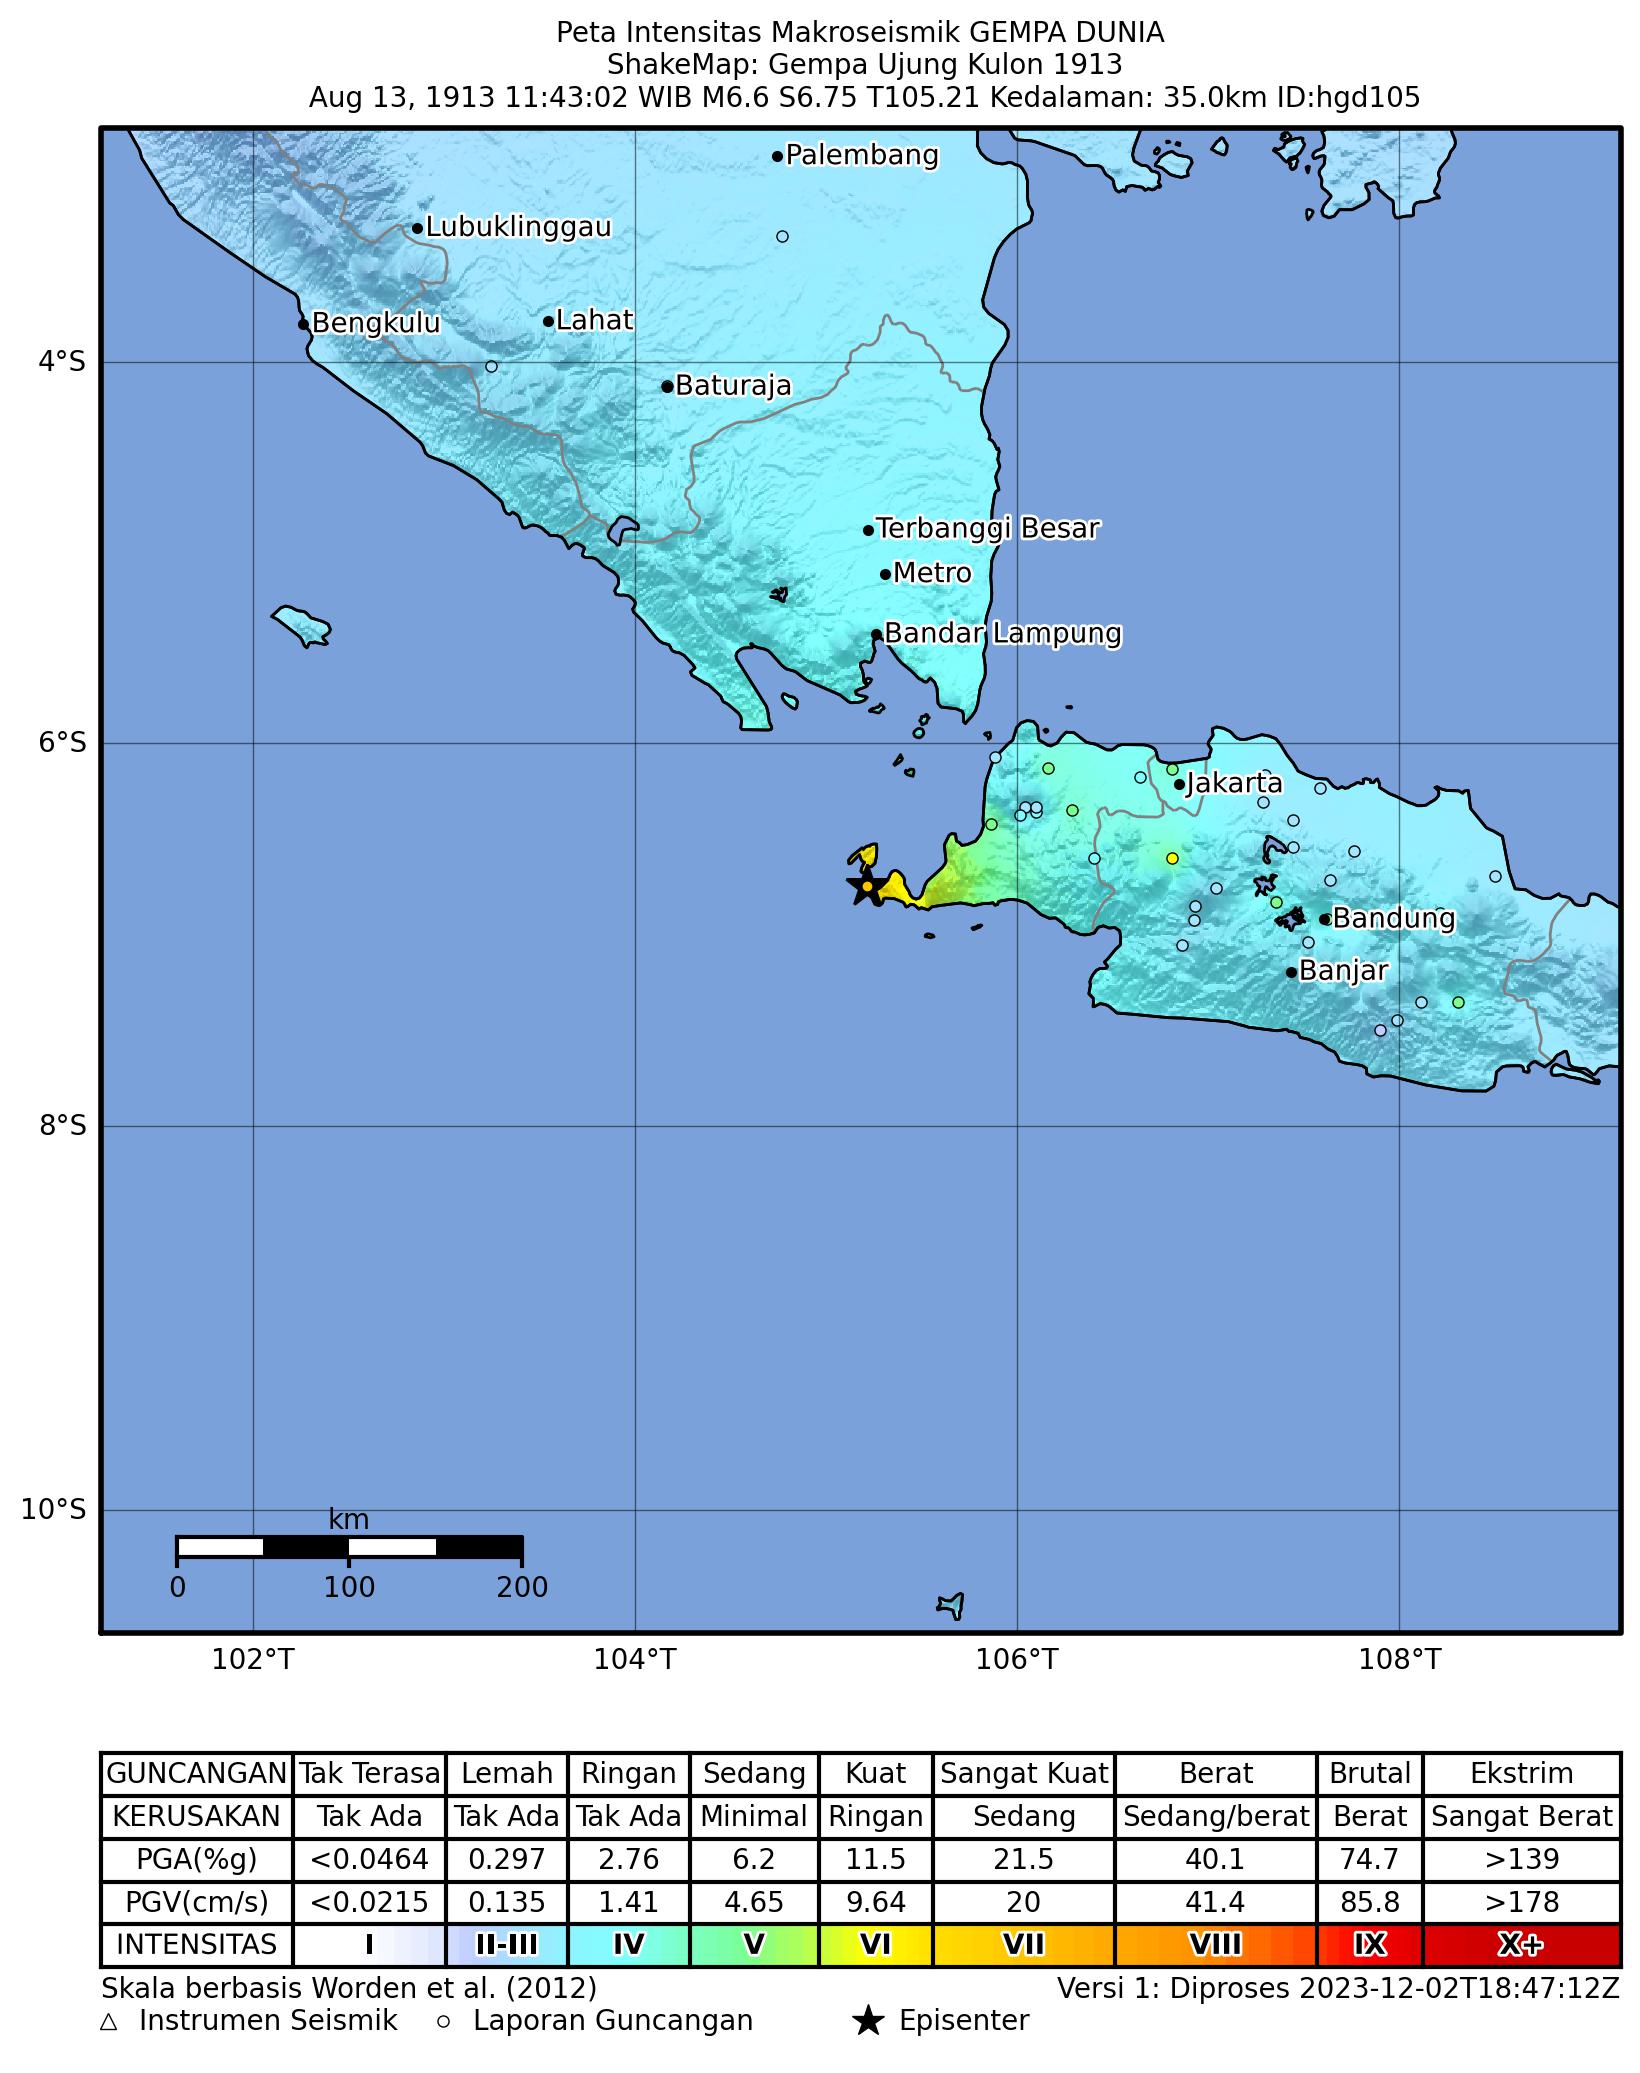 Peta Intensitas Makroseismik GEMPA DUNIA
ShakeMap: Gempa Ujung Kulon 1913
Aug 13, 1913 11:43:02 WIB M6.6 S6.75 T105.21 Kedalaman: 35.0km ID:hgd105
Palembang
Lubuklinggau
Bengkulu
Lahat
4°S
Baturaja
Terbanggi Besar
Metro
Bandar Lampung
6°S
Jakarta
Bandung
Banjar
8°S
10°S
km
0 100 200
102°T 104°T 106°T 108°T
GUNCANGAN Tak Terasa Lemah Ringan Sedang Kuat Sangat Kuat Berat Brutal Ekstrim
KERUSAKAN Tak Ada Tak Ada Tak Ada Minimal Ringan Sedang Sedang/berat Berat Sangat Berat
PGA(%g) <0.0464 0.297 2.76 6.2 11.5 21.5 40.1 74.7 >139
PGV(cm/s) <0.0215 0.135 1.41 4.65 9.64 20 41.4 85.8 >178
INTENSITAS I II-III IV V VI VII VIII IX X+
Skala berbasis Worden et al. (2012) Versi 1: Diproses 2023-12-02T18:47:12Z
Instrumen Seismik Laporan Guncangan Episenter